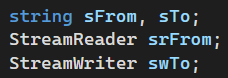 string sFrom, sTo;
StreamReader srFrom;
StreamWriter swTo;